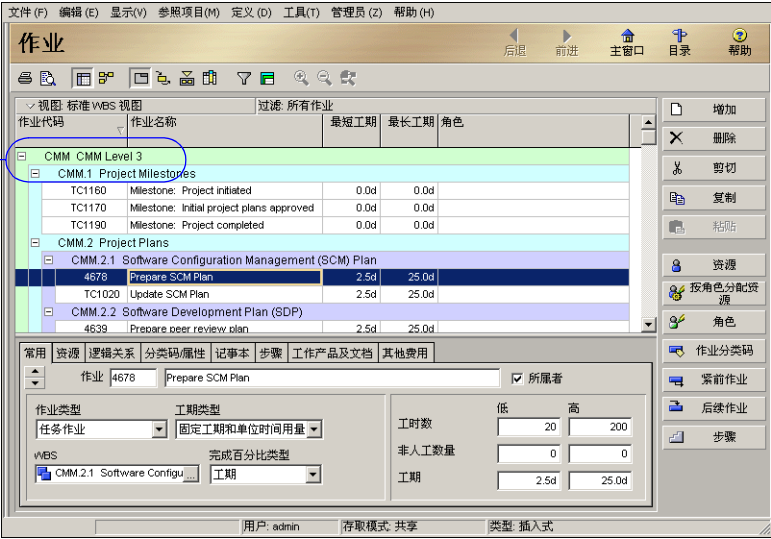 文件 (F) 编辑 (E) 显示(V) 参照项目(M) 定义 (D) 工具(T) 管理员 (Z) 帮助 (H)
作业 后退 前进 主窗口 目录 帮助
视图: 标准 WBS 视图 过滤: 所有作业
作业代码 作业名称 最短工期 最长工期 角色
CMM CMM Level 3
CMM.1 Project Milestones
TC1160 Milestone: Project initiated 0.0d 0.0d
TC1170 Milestone: Initial project plans approved 0.0d 0.0d
TC1190 Milestone: Project completed 0.0d 0.0d
CMM.2 Project Plans
CMM.2.1 Software Configuration Management (SCM) Plan
4678 Prepare SCM Plan 2.5d 25.0d
TC1020 Update SCM Plan 2.5d 25.0d
CMM.2.2 Software Development Plan (SDP)
4639 Prepare peer review plan 2.5d 25.0d
增加
删除
剪切
复制
粘贴
资源
按角色分配资
源
角色
作业分类码
紧前作业
后续作业
步骤
常用 资源 逻辑关系 分类码/属性 记事本 步骤 工作产品及文档 其他费用
作业 4678 Prepare SCM Plan 所属者
作业类型 工期类型
任务作业 固定工期和单位时间用量
WBS 完成百分比类型
CMM.2.1 Software Configu ... 工期
低 高
工时数 20 200
非人工数量 0 0
工期 2.5d 25.0d
用户: admin 存取模式: 共享 类型: 插入式